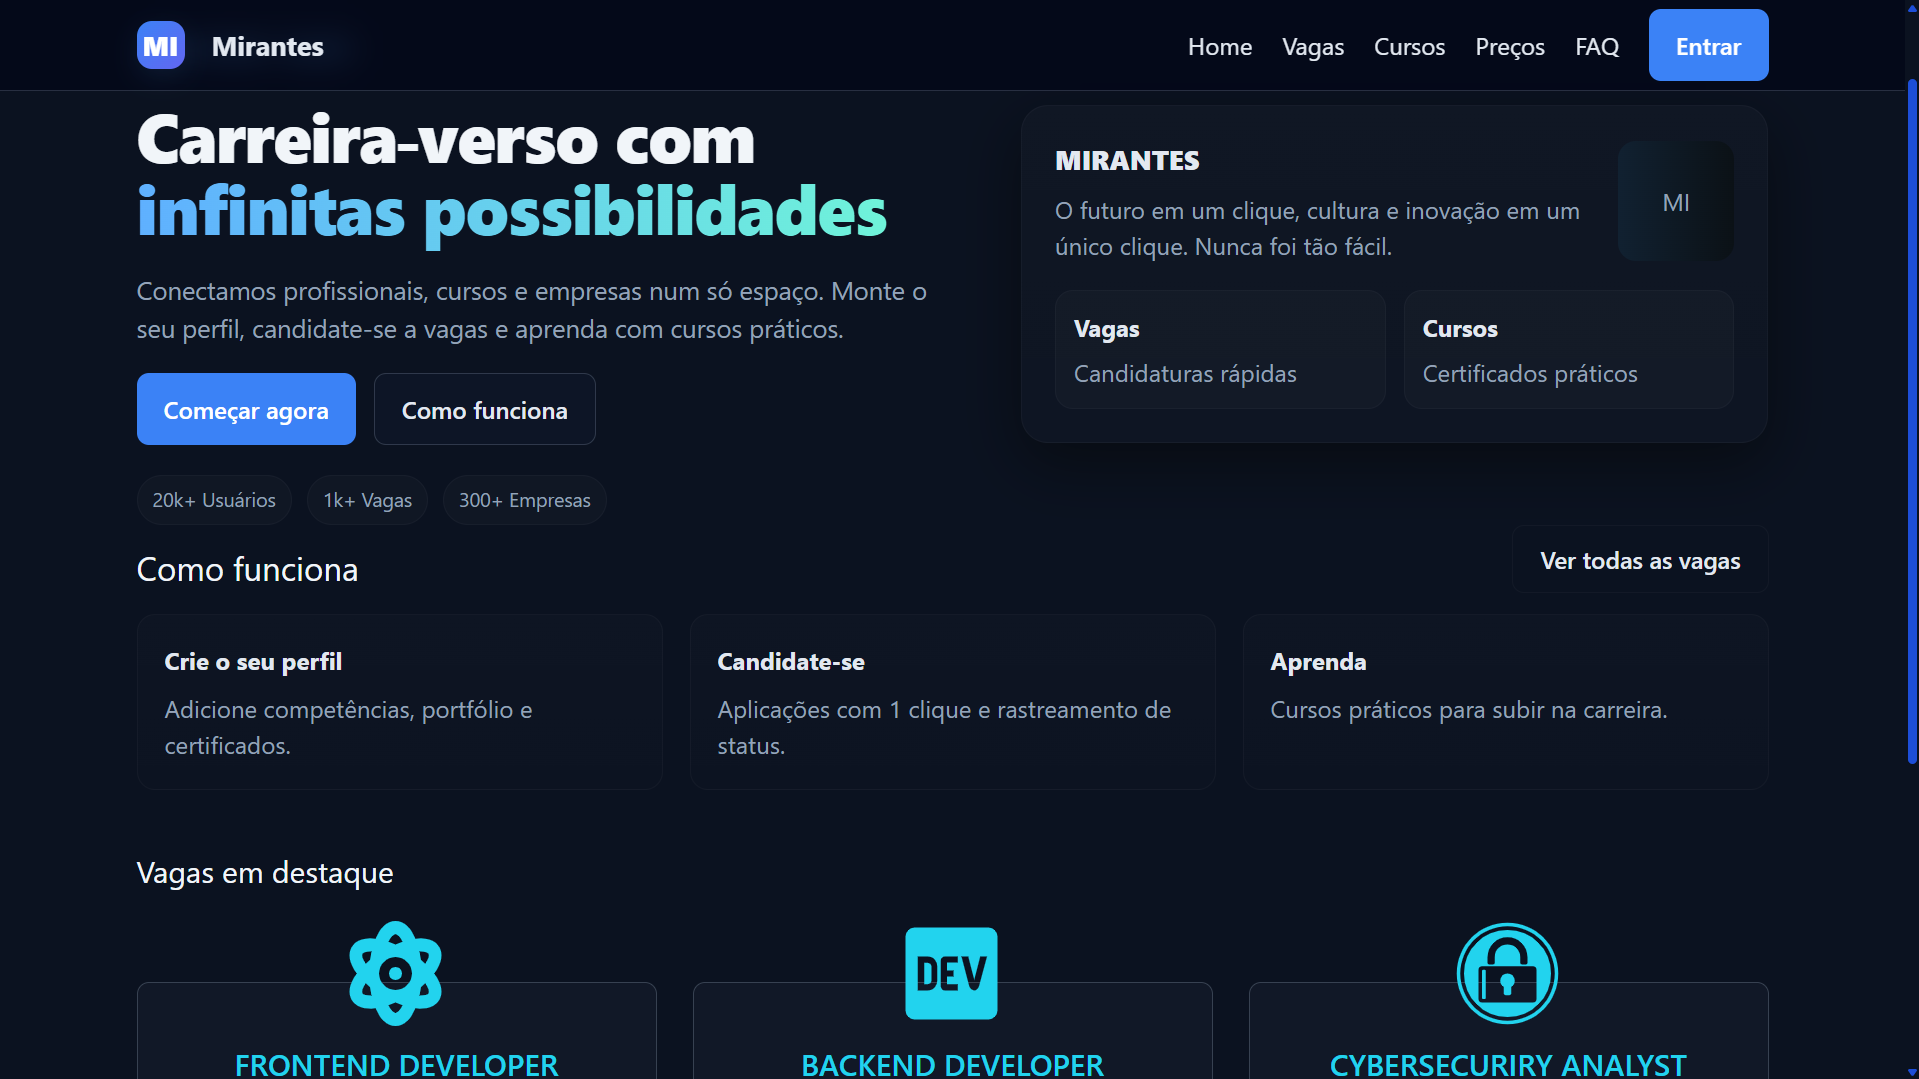 MI
Mirantes
Home
Vagas
Cursos
Preços
FAQ
Entrar
Carreira-verso com
infinitas possibilidades
Conectamos profissionais, cursos e empresas num só espaço. Monte o
seu perfil, candidate-se a vagas e aprenda com cursos práticos.
Começar agora
Como funciona
20k+ Usuários
1k+ Vagas
300+ Empresas
MIRANTES
O futuro em um clique, cultura e inovação em um
único clique. Nunca foi tão fácil.
MI
Vagas
Candidaturas rápidas
Cursos
Certificados práticos
Como funciona
Ver todas as vagas
Crie o seu perfil
Adicione competências, portfólio e
certificados.
Candidate-se
Aplicações com 1 clique e rastreamento de
status.
Aprenda
Cursos práticos para subir na carreira.
Vagas em destaque
DEV
FRONTEND DEVELOPER
BACKEND DEVELOPER
CYBERSECURIRY ANALYST